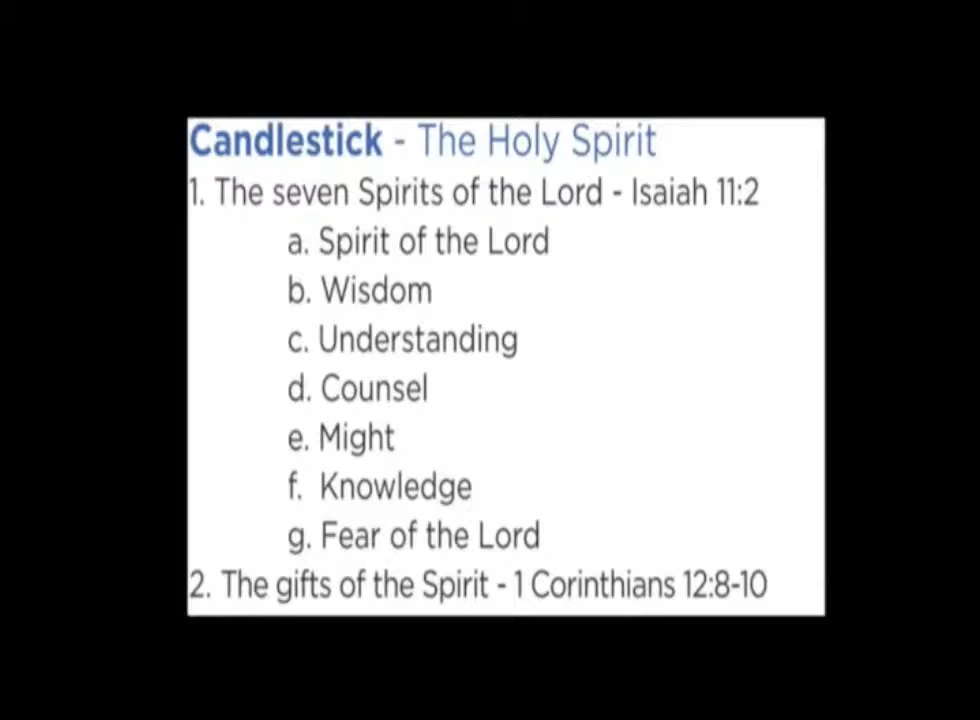 Candlestick - The Holy Spirit
1. The seven Spirits of the Lord - Isaiah 11:2
a. Spirit of the Lord
b. Wisdom
c. Understanding
d. Counsel
e. Might
f. Knowledge
g. Fear of the Lord
2. The gifts of the Spirit - 1 Corinthians 12:8-10